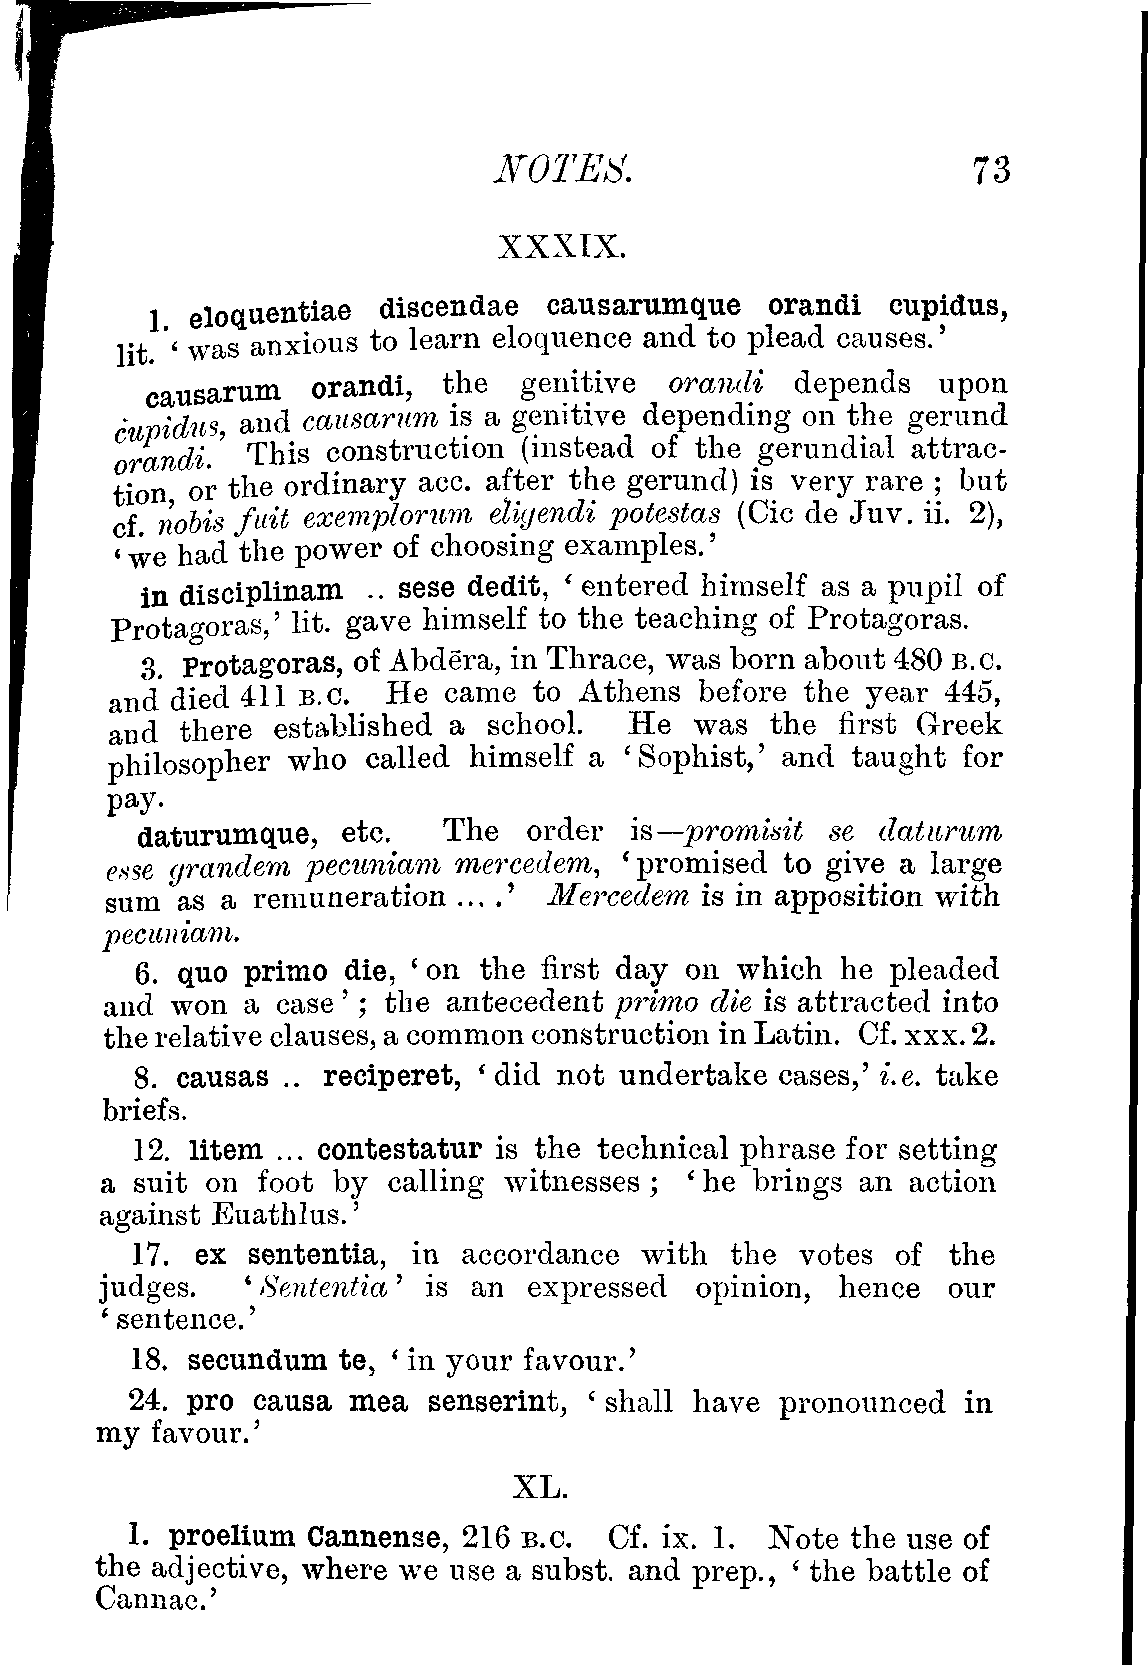 NOTES. 73
XXXIX.
1. eloquentiae discendae causarumque orandi cupidus,
lit. ‘ was anxious to learn eloquence and to plead causes.’
causarum orandi, the genitive orandi depends upon
cupidus, and causarum is a genitive depending on the gerund
orandi. This construction (instead of the gerundial attrac-
tion, or the ordinary acc. after the gerund) is very rare ; but
cf. nobis fuit exemplorum eligendi potestas (Cic de Juv. ii. 2),
‘ we had the power of choosing examples.’
in disciplinam .. sese dedit, ‘ entered himself as a pupil of
Protagoras,’ lit. gave himself to the teaching of Protagoras.
3. Protagoras, of Abdēra, in Thrace, was born about 480 B.C.
and died 411 B.C. He came to Athens before the year 445,
and there established a school. He was the first Greek
philosopher who called himself a ‘ Sophist,’ and taught for
pay.
daturumque, etc. The order is—promisit se daturum
esse grandem pecuniam mercedem, ‘ promised to give a large
sum as a remuneration ... .’ Mercedem is in apposition with
pecuniam.
6. quo primo die, ‘ on the first day on which he pleaded
and won a case ’ ; the antecedent primo die is attracted into
the relative clauses, a common construction in Latin. Cf. xxx. 2.
8. causas .. reciperet, ‘ did not undertake cases,’ i.e. take
briefs.
12. litem ... contestatur is the technical phrase for setting
a suit on foot by calling witnesses ; ‘ he brings an action
against Euathlus.’
17. ex sententia, in accordance with the votes of the
judges. ‘ Sententia ’ is an expressed opinion, hence our
‘ sentence.’
18. secundum te, ‘ in your favour.’
24. pro causa mea senserint, ‘ shall have pronounced in
my favour.’
XL.
1. proelium Cannense, 216 B.C. Cf. ix. 1. Note the use of
the adjective, where we use a subst. and prep., ‘ the battle of
Cannae.’